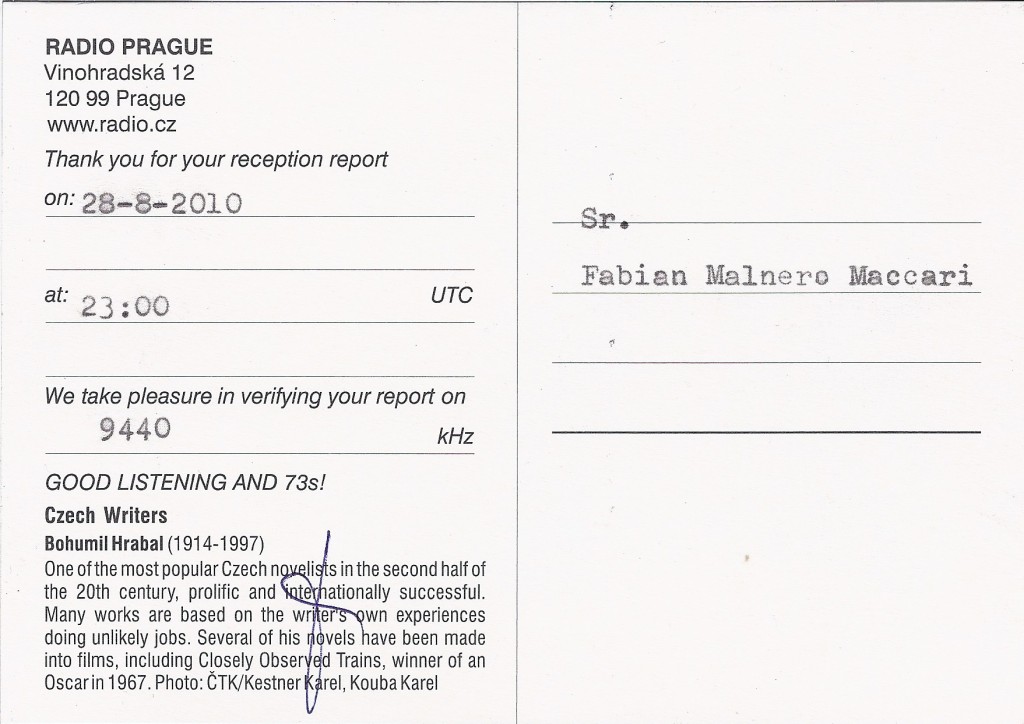 RADIO PRAGUE
Vinohradská 12
120 99 Prague
www.radio.cz
Thank you for your reception report
on: 28-8-2010
at: 23:00 UTC
We take pleasure in verifying your report on
9440 kHz
GOOD LISTENING AND 73s!
Czech Writers
Bohumil Hrabal (1914-1997)
One of the most popular Czech novelists in the second half of
the 20th century, prolific and internationally successful.
Many works are based on the writer's own experiences
doing unlikely jobs. Several of his novels have been made
into films, including Closely Observed Trains, winner of an
Oscar in 1967. Photo: ČTK/Kestner Karel, Kouba Karel
Sr.
Fabian Malnero Maccari